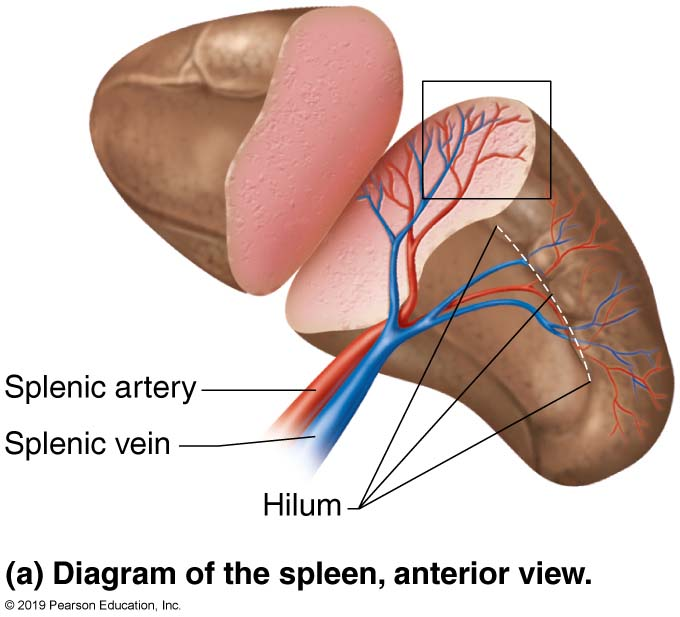 Splenic artery
Splenic vein
Hilum
(a) Diagram of the spleen, anterior view.
© 2019 Pearson Education, Inc.